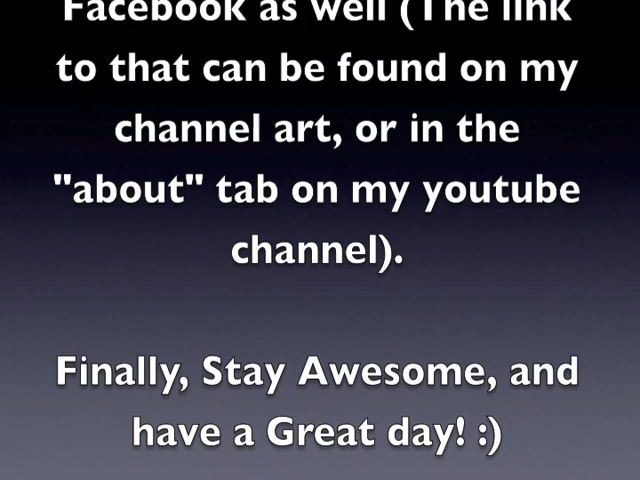 Facebook as well (The link
to that can be found on my
channel art, or in the
"about" tab on my youtube
channel).
Finally, Stay Awesome, and
have a Great day! :)